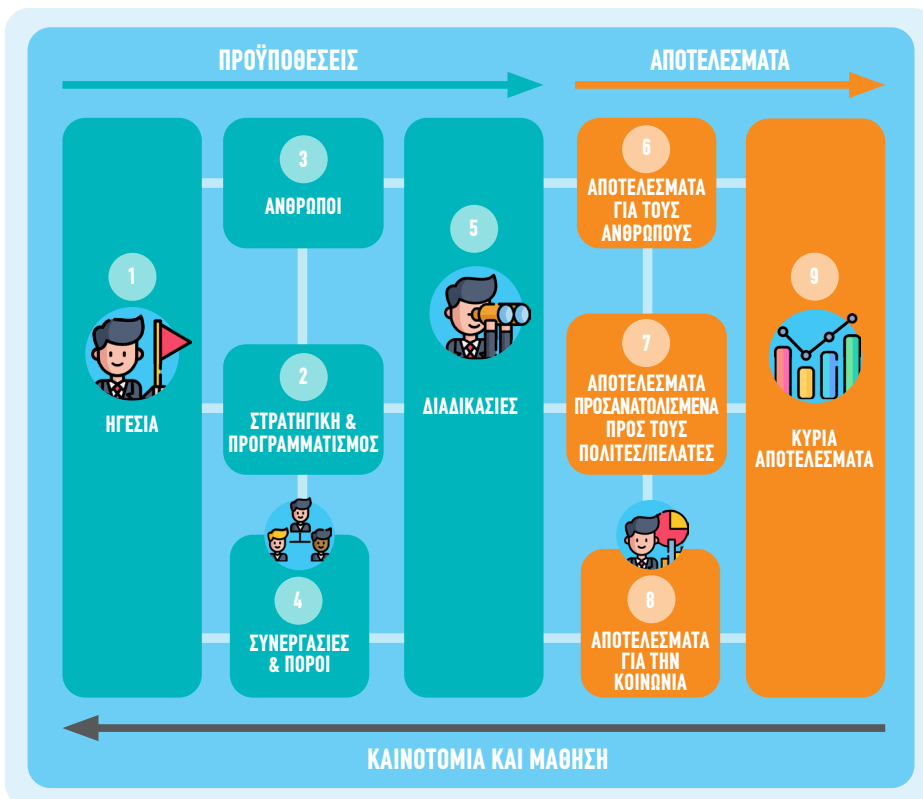 ΠΡΟΫΠΟΘΕΣΕΙΣ
ΑΠΟΤΕΛΕΣΜΑΤΑ
1
ΗΓΕΣΙΑ
3
ΑΝΘΡΩΠΟΙ
2
ΣΤΡΑΤΗΓΙΚΗ &
ΠΡΟΓΡΑΜΜΑΤΙΣΜΟΣ
4
ΣΥΝΕΡΓΑΣΙΕΣ
& ΠΟΡΟΙ
5
ΔΙΑΔΙΚΑΣΙΕΣ
6
ΑΠΟΤΕΛΕΣΜΑΤΑ
ΓΙΑ ΤΟΥΣ
ΑΝΘΡΩΠΟΥΣ
7
ΑΠΟΤΕΛΕΣΜΑΤΑ
ΠΡΟΣΑΝΑΤΟΛΙΣΜΕΝΑ
ΠΡΟΣ ΤΟΥΣ
ΠΟΛΙΤΕΣ/ΠΕΛΑΤΕΣ
8
ΑΠΟΤΕΛΕΣΜΑΤΑ
ΓΙΑ ΤΗΝ
ΚΟΙΝΩΝΙΑ
9
ΚΥΡΙΑ
ΑΠΟΤΕΛΕΣΜΑΤΑ
ΚΑΙΝΟΤΟΜΙΑ ΚΑΙ ΜΑΘΗΣΗ